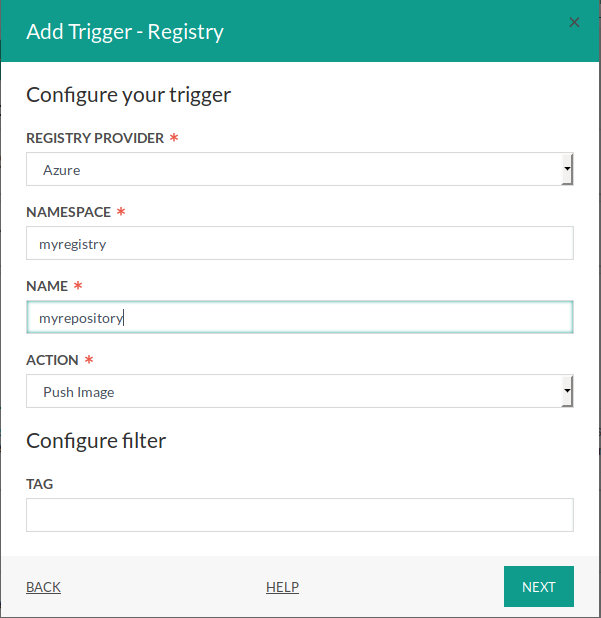 Add Trigger - Registry
Configure your trigger
REGISTRY PROVIDER *
Azure
NAMESPACE *
myregistry
NAME *
myrepository
ACTION *
Push Image
Configure filter
TAG
BACK HELP NEXT